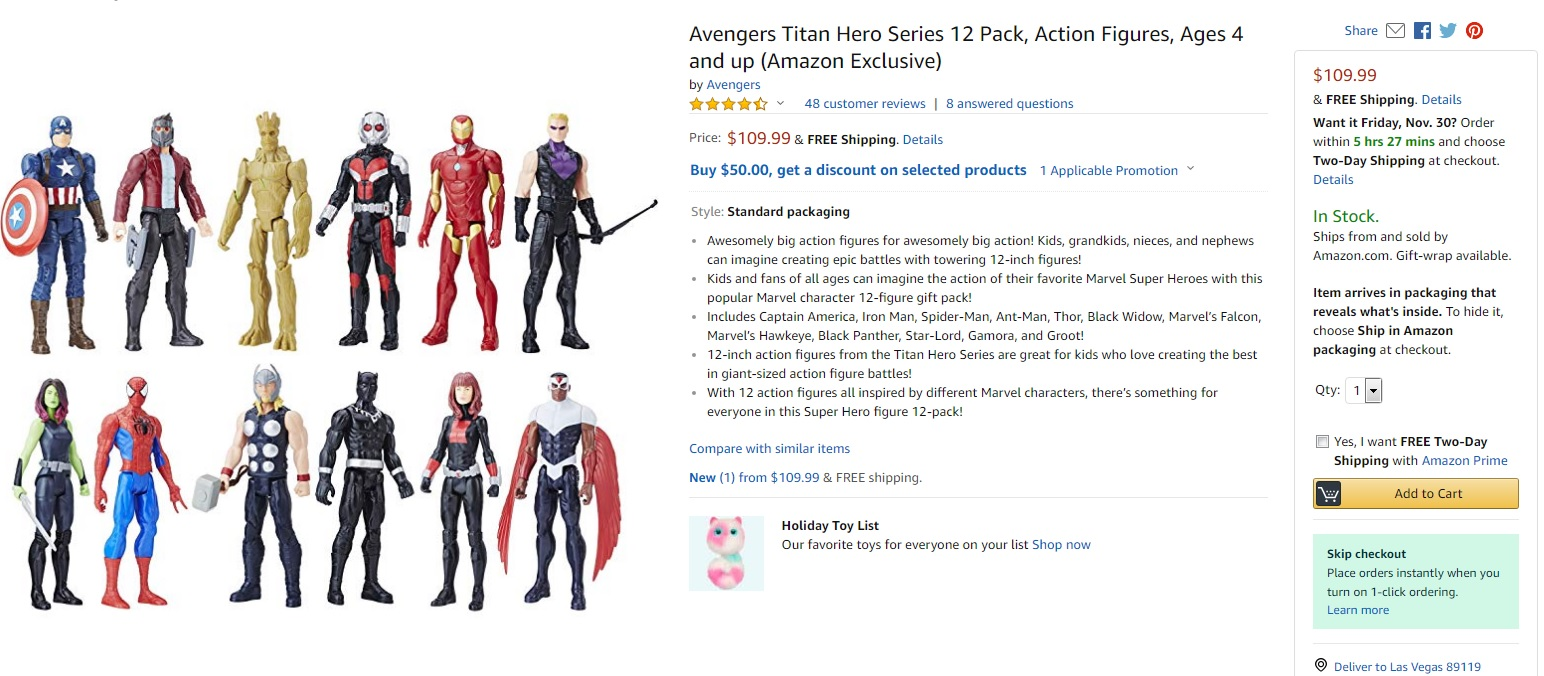 Avengers Titan Hero Series 12 Pack, Action Figures, Ages 4
and up (Amazon Exclusive)
by Avengers
48 customer reviews | 8 answered questions
Price: $109.99 & FREE Shipping. Details
Buy $50.00, get a discount on selected products 1 Applicable Promotion
Style: Standard packaging
• Awesomely big action figures for awesomely big action! Kids, grandkids, nieces, and nephews
can imagine creating epic battles with towering 12-inch figures!
• Kids and fans of all ages can imagine the action of their favorite Marvel Super Heroes with this
popular Marvel character 12-figure gift pack!
• Includes Captain America, Iron Man, Spider-Man, Ant-Man, Thor, Black Widow, Marvel's Falcon,
Marvel's Hawkeye, Black Panther, Star-Lord, Gamora, and Groot!
• 12-inch action figures from the Titan Hero Series are great for kids who love creating the best
in giant-sized action figure battles!
• With 12 action figures all inspired by different Marvel characters, there's something for
everyone in this Super Hero figure 12-pack!
Compare with similar items
New (1) from $109.99 & FREE shipping.
Holiday Toy List
Our favorite toys for everyone on your list Shop now
Share
$109.99
& FREE Shipping. Details
Want it Friday, Nov. 30? Order
within 5 hrs 27 mins and choose
Two-Day Shipping at checkout.
Details
In Stock.
Ships from and sold by
Amazon.com. Gift-wrap available.
Item arrives in packaging that
reveals what's inside. To hide it,
choose Ship in Amazon
packaging at checkout.
Qty: 1
Yes, I want FREE Two-Day
Shipping with Amazon Prime
Add to Cart
Skip checkout
Place orders instantly when you
turn on 1-click ordering.
Learn more
Deliver to Las Vegas 89119